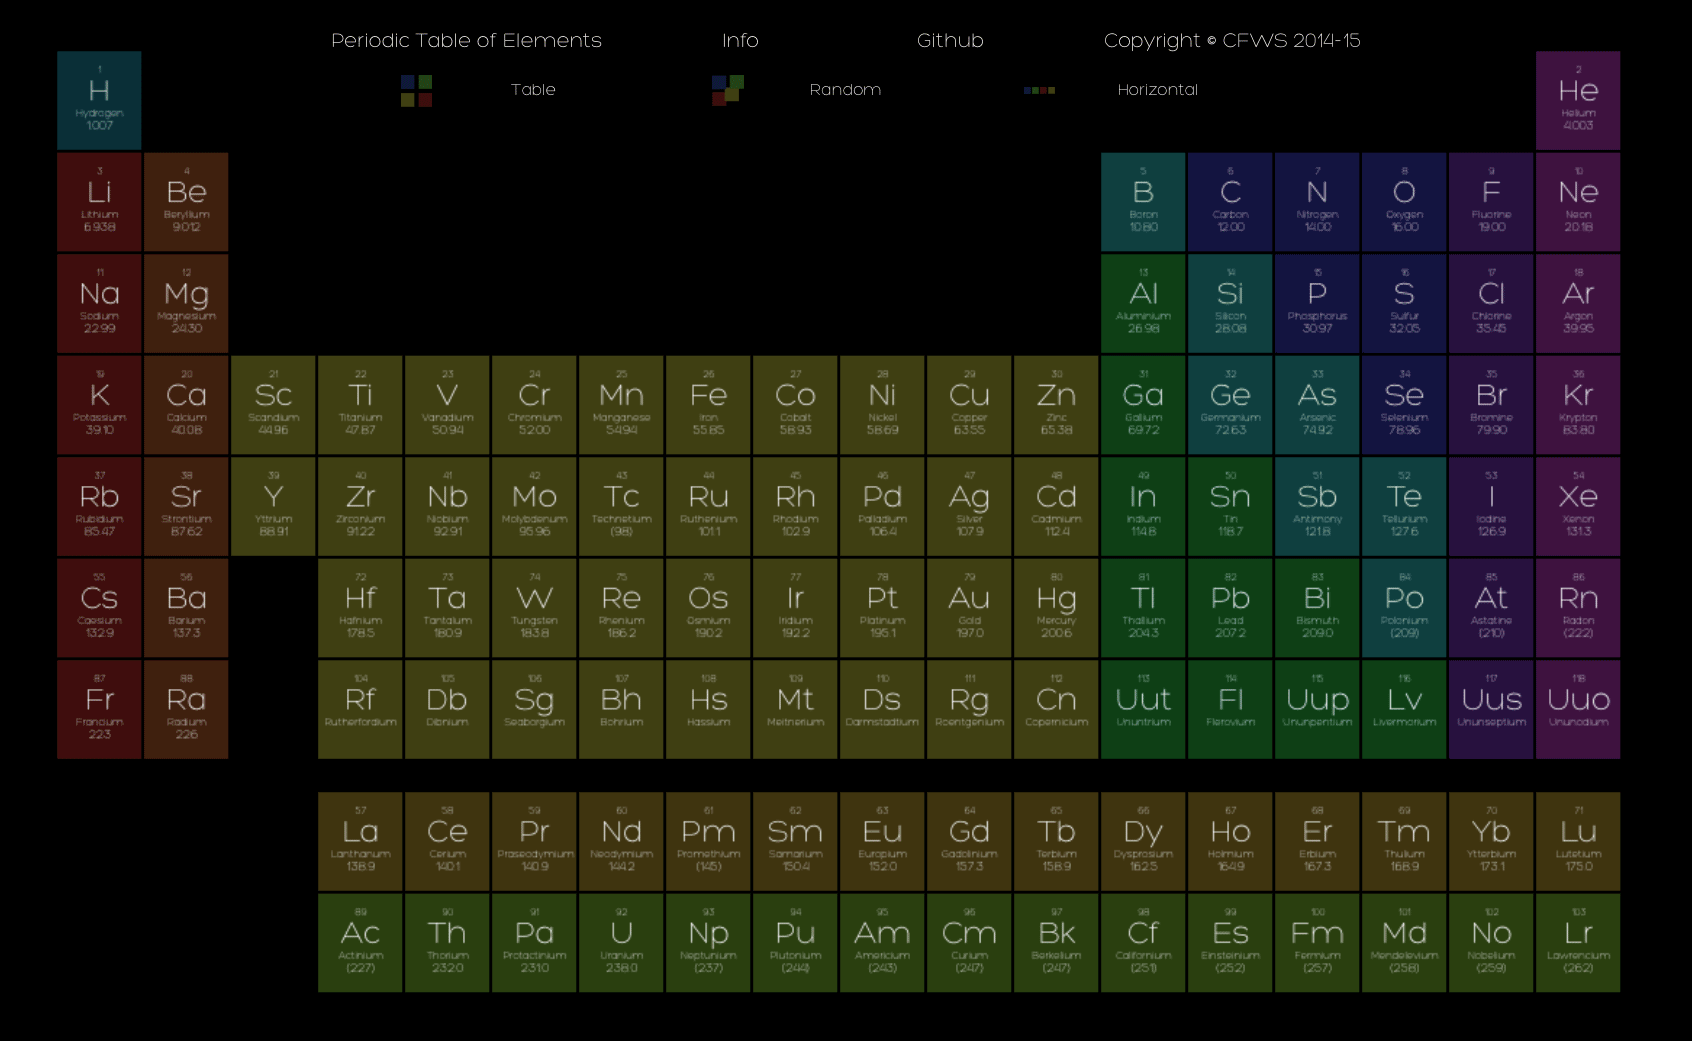 Periodic Table of Elements Info Github Copyright © CFWS 2014-15
Table Random Horizontal
1 2
H He
Hydrogen Helium
1.007 4.003
3 4 5 6 7 8 9 10
Li Be B C N O F Ne
Lithium Beryllium Boron Carbon Nitrogen Oxygen Fluorine Neon
6.938 9.012 10.80 12.00 14.00 16.00 19.00 20.18
11 12 13 14 15 16 17 18
Na Mg Al Si P S Cl Ar
Sodium Magnesium Aluminium Silicon Phosphorus Sulfur Chlorine Argon
22.99 24.30 26.98 28.08 30.97 32.05 35.45 39.95
19 20 21 22 23 24 25 26 27 28 29 30 31 32 33 34 35 36
K Ca Sc Ti V Cr Mn Fe Co Ni Cu Zn Ga Ge As Se Br Kr
Potassium Calcium Scandium Titanium Vanadium Chromium Manganese Iron Cobalt Nickel Copper Zinc Gallium Germanium Arsenic Selenium Bromine Krypton
39.10 40.08 44.96 47.87 50.94 52.00 54.94 55.85 58.93 58.69 63.55 65.38 69.72 72.63 74.92 78.96 79.90 83.80
37 38 39 40 41 42 43 44 45 46 47 48 49 50 51 52 53 54
Rb Sr Y Zr Nb Mo Tc Ru Rh Pd Ag Cd In Sn Sb Te I Xe
Rubidium Strontium Yttrium Zirconium Niobium Molybdenum Technetium Ruthenium Rhodium Palladium Silver Cadmium Indium Tin Antimony Tellurium Iodine Xenon
85.47 87.62 88.91 91.22 92.91 95.96 (98) 101.1 102.9 106.4 107.9 112.4 114.8 118.7 121.8 127.6 126.9 131.3
55 56 72 73 74 75 76 77 78 79 80 81 82 83 84 85 86
Cs Ba Hf Ta W Re Os Ir Pt Au Hg Tl Pb Bi Po At Rn
Caesium Barium Hafnium Tantalum Tungsten Rhenium Osmium Iridium Platinum Gold Mercury Thallium Lead Bismuth Polonium Astatine Radon
132.9 137.3 178.5 180.9 183.8 186.2 190.2 192.2 195.1 197.0 200.6 204.3 207.2 209.0 (209) (210) (222)
87 88 104 105 106 107 108 109 110 111 112 113 114 115 116 117 118
Fr Ra Rf Db Sg Bh Hs Mt Ds Rg Cn Uut Fl Uup Lv Uus Uuo
Francium Radium Rutherfordium Dibnium Seaborgium Bohrium Hassium Meitnerium Darmstadtium Roentgenium Copernicium Ununtrium Flerovium Ununpentium Livermorium Ununseptium Ununodium
223 226
57 58 59 60 61 62 63 64 65 66 67 68 69 70 71
La Ce Pr Nd Pm Sm Eu Gd Tb Dy Ho Er Tm Yb Lu
Lanthanum Cerium Praseodymium Neodymium Promethium Samarium Europium Gadolinium Terbium Dysprosium Holmium Erbium Thulium Ytterbium Lutetium
138.9 140.1 140.9 144.2 (145) 150.4 152.0 157.3 158.9 162.5 164.9 167.3 168.9 173.1 175.0
89 90 91 92 93 94 95 96 97 98 99 100 101 102 103
Ac Th Pa U Np Pu Am Cm Bk Cf Es Fm Md No Lr
Actinium Thorium Protactinium Uranium Neptunium Plutonium Americium Curium Berkelium Californium Einsteinium Fermium Mendelevium Nobelium Lawrencium
(227) 232.0 231.0 238.0 (237) (244) (243) (247) (247) (251) (252) (257) (258) (259) (262)